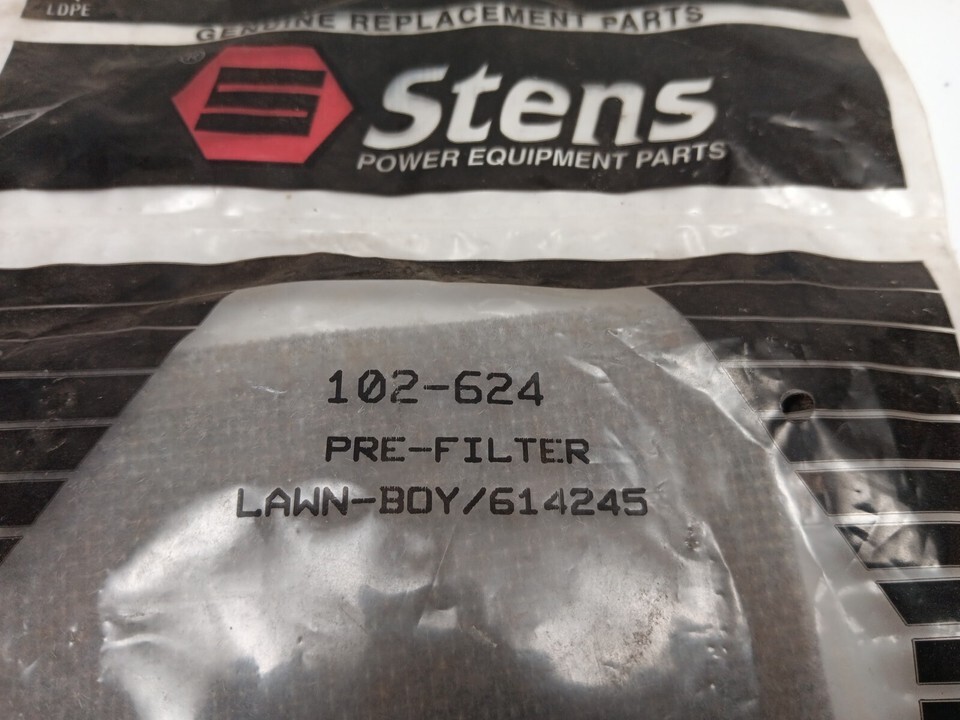 LDPE
GENUINE REPLACEMENT PARTS
®
Stens
POWER EQUIPMENT PARTS
102-624
PRE-FILTER
LAWN-BOY/614245